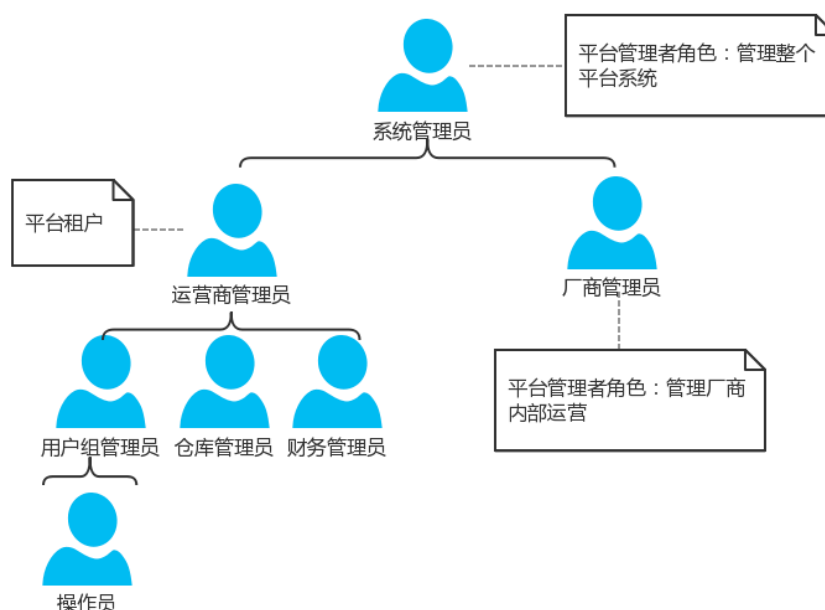 平台管理者角色：管理整个
平台系统
系统管理员
平台租户
运营商管理员
厂商管理员
平台管理者角色：管理厂商
内部运营
用户组管理员
仓库管理员
财务管理员
操作员